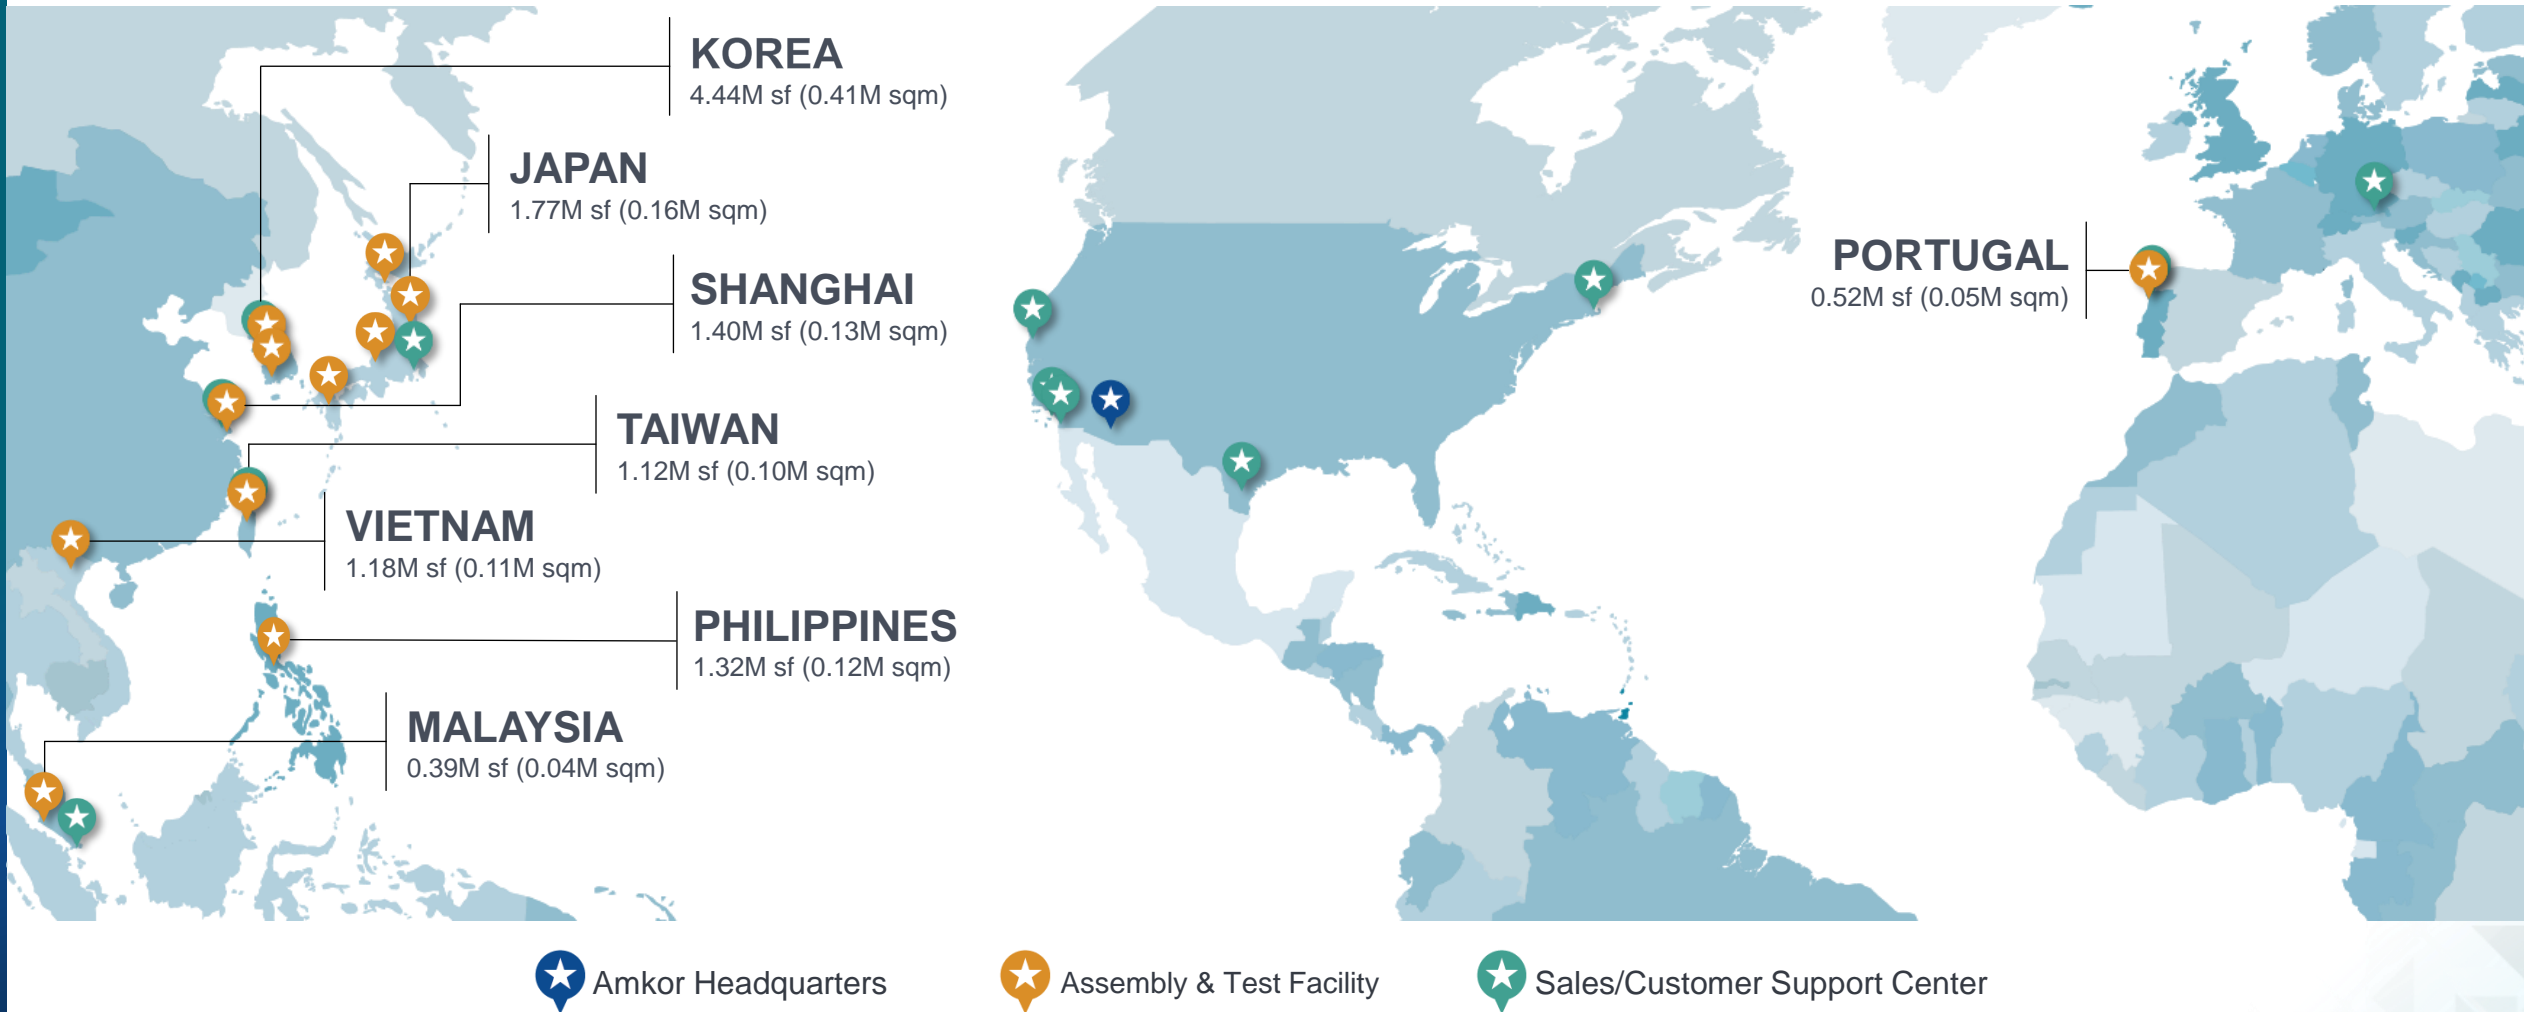 KOREA
4.44M sf (0.41M sqm)
JAPAN
1.77M sf (0.16M sqm)
SHANGHAI
1.40M sf (0.13M sqm)
PORTUGAL
0.52M sf (0.05M sqm)
TAIWAN
1.12M sf (0.10M sqm)
VIETNAM
1.18M sf (0.11M sqm)
PHILIPPINES
1.32M sf (0.12M sqm)
MALAYSIA
0.39M sf (0.04M sqm)
Amkor Headquarters
Assembly & Test Facility
Sales/Customer Support Center